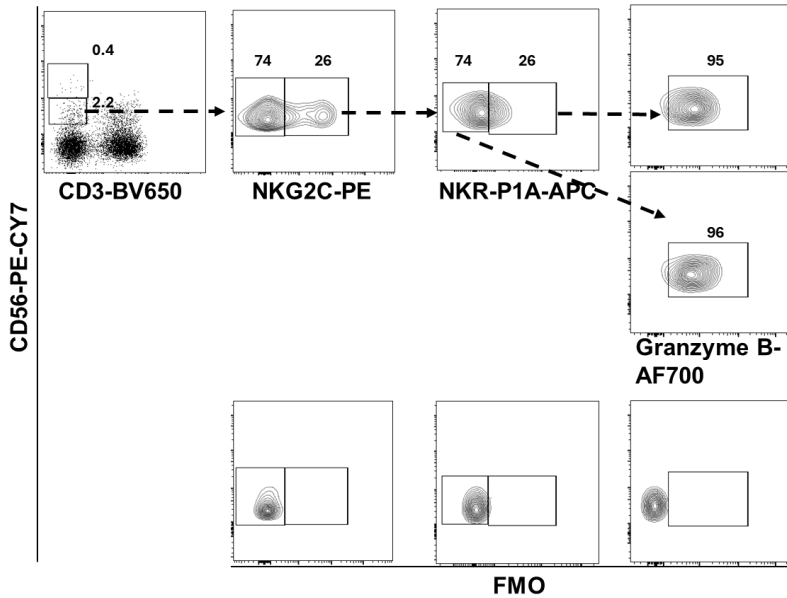 0.4
2.2
74 26
74 26
95
CD3-BV650
NKG2C-PE
NKR-P1A-APC
96
Granzyme B-
AF700
CD56-PE-CY7
FMO